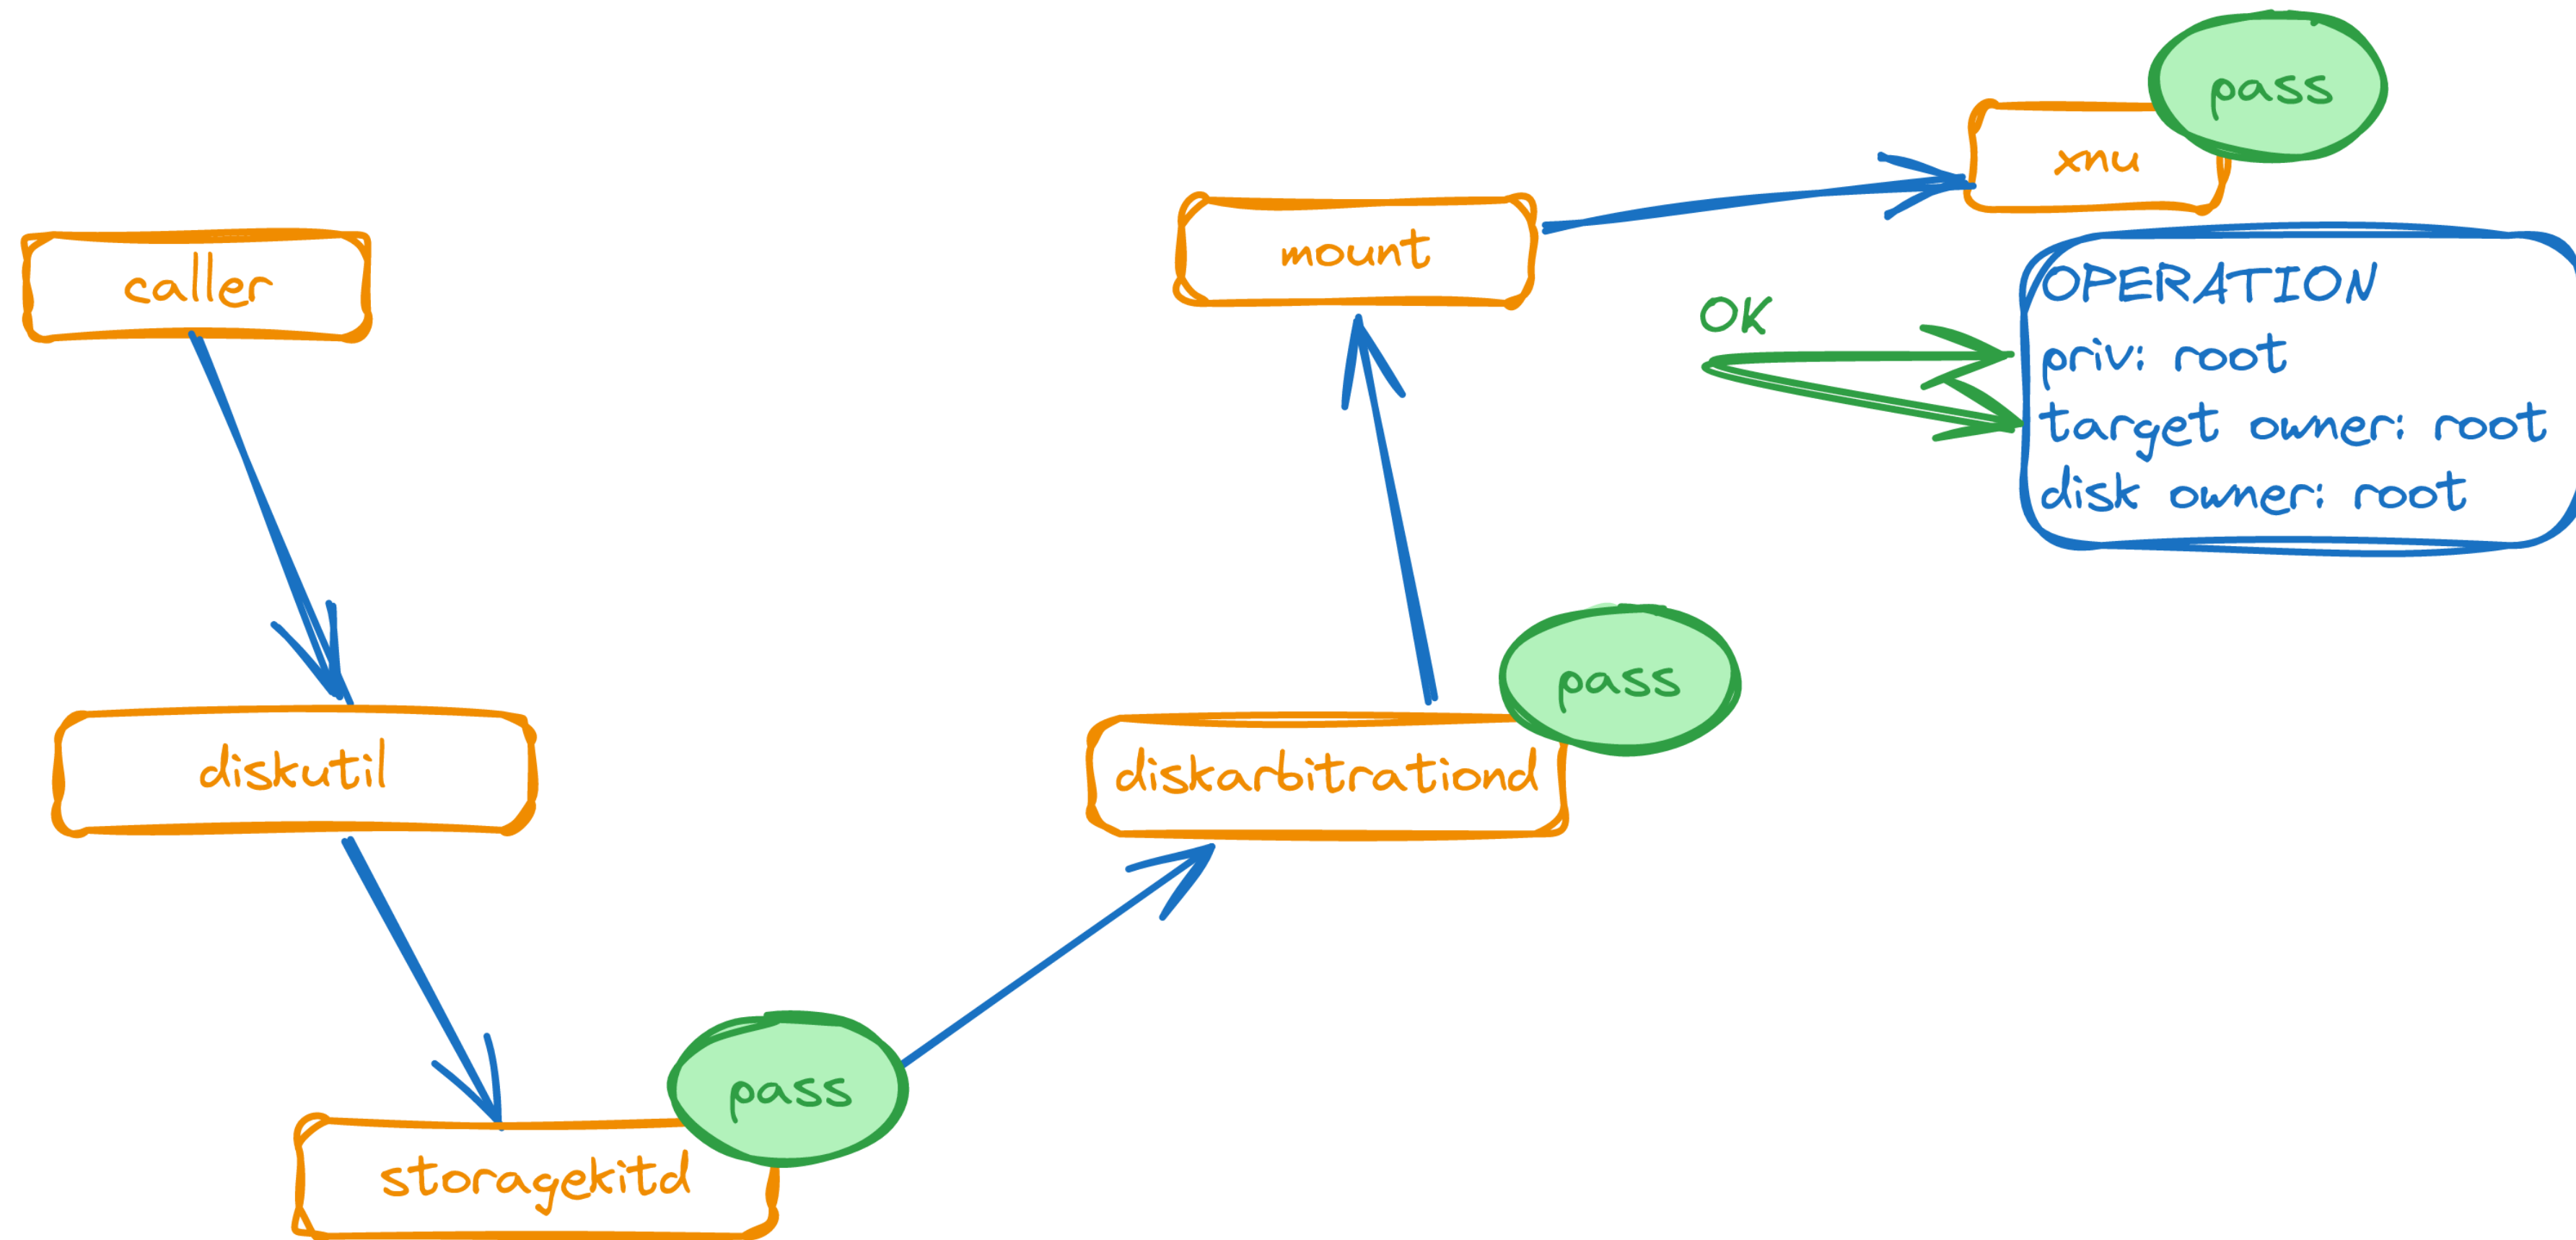 pass
xnu
mount
caller
OPERATION
OK
priv: root
target owner: root
disk owner: root
pass
diskutil
diskarbitrationd
pass
storagekitd